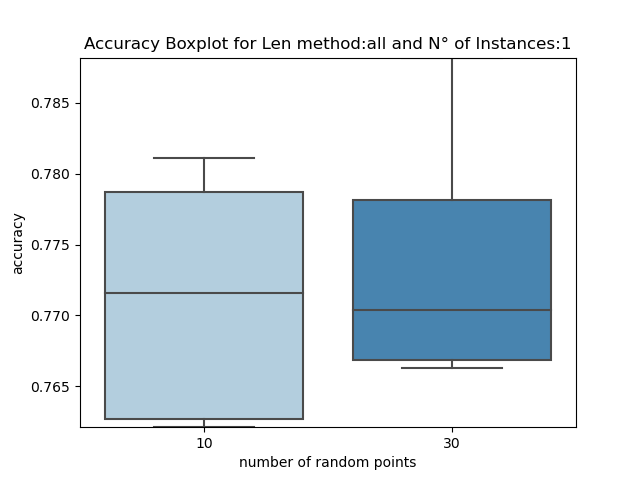 Accuracy Boxplot for Len method:all and N° of Instances:1
0.785
0.780
0.775
0.770
0.765
accuracy
10
30
number of random points